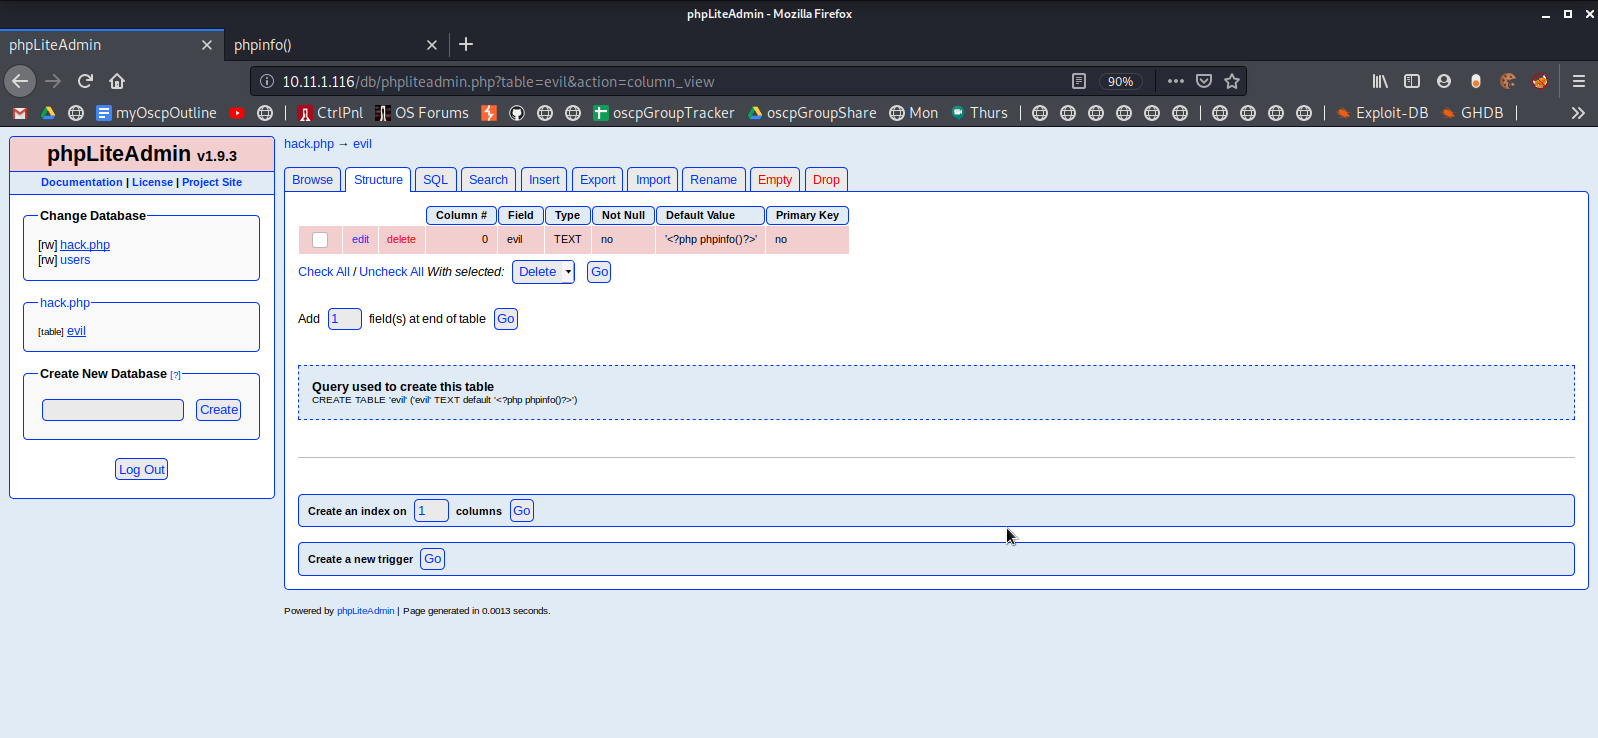 phpLiteAdmin - Mozilla Firefox
phpLiteAdmin phpinfo()
10.11.1.116/db/phpliteadmin.php?table=evil&action=column_view 90%
myOscpOutline CtrlPnl OS Forums oscpGroupTracker oscpGroupShare Mon Thurs Exploit-DB GHDB
phpLiteAdmin v1.9.3
Documentation | License | Project Site
Change Database
[rw] hack.php
[rw] users
hack.php
[table] evil
Create New Database [?]
Create
Log Out
hack.php → evil
Browse Structure SQL Search Insert Export Import Rename Empty Drop
Column # Field Type Not Null Default Value Primary Key
edit delete 0 evil TEXT no '<?php phpinfo()?>' no
Check All / Uncheck All With selected: Delete Go
Add 1 field(s) at end of table Go
Query used to create this table
CREATE TABLE 'evil' ('evil' TEXT default '<?php phpinfo()?>')
Create an index on 1 columns Go
Create a new trigger Go
Powered by phpLiteAdmin | Page generated in 0.0013 seconds.